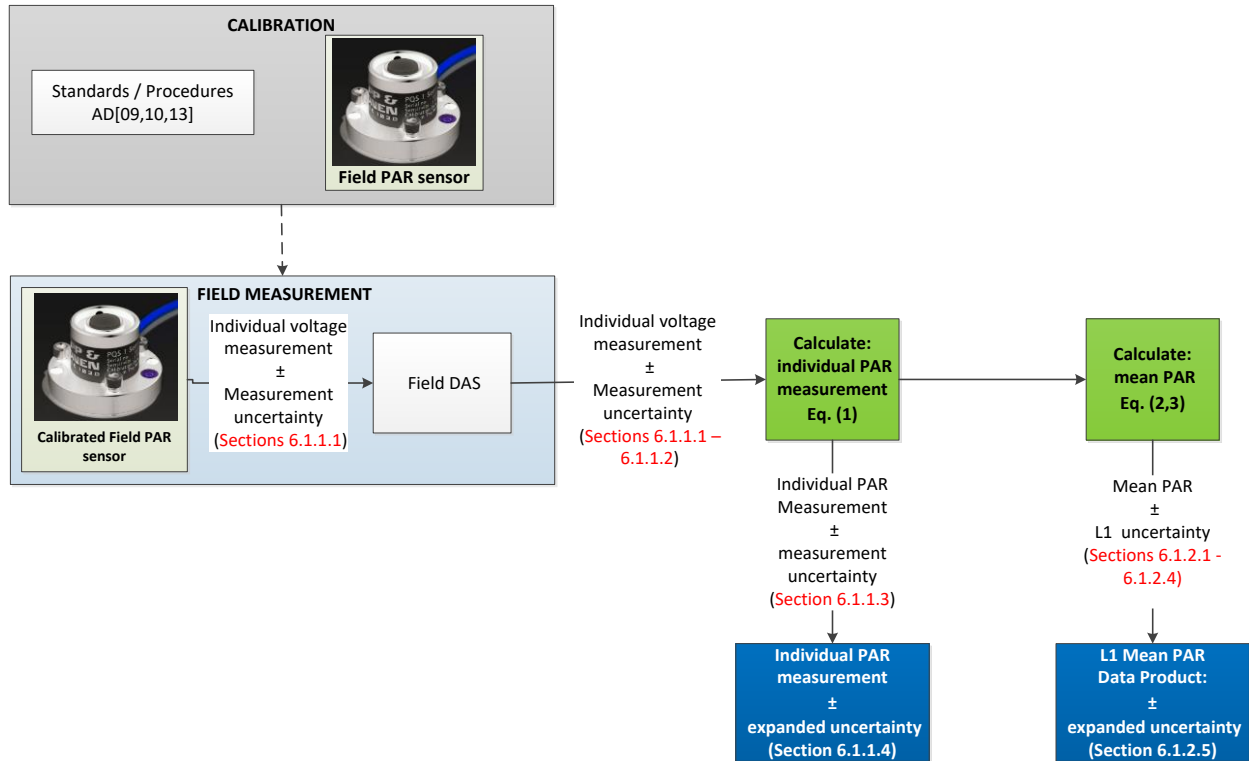 CALIBRATION
Standards / Procedures
AD[09,10,13]
PQS 1
Field PAR sensor
FIELD MEASUREMENT
PQS 1
Calibrated Field PAR
sensor
Individual voltage
measurement
±
Measurement
uncertainty
(Sections 6.1.1.1)
Field DAS
Individual voltage
measurement
±
Measurement
uncertainty
(Sections 6.1.1.1 –
6.1.1.2)
Calculate:
individual PAR
measurement
Eq. (1)
Calculate:
mean PAR
Eq. (2,3)
Individual PAR
Measurement
±
measurement
uncertainty
(Section 6.1.1.3)
Mean PAR
±
L1 uncertainty
(Sections 6.1.2.1 -
6.1.2.4)
Individual PAR
measurement
±
expanded uncertainty
(Section 6.1.1.4)
L1 Mean PAR
Data Product:
±
expanded uncertainty
(Section 6.1.2.5)